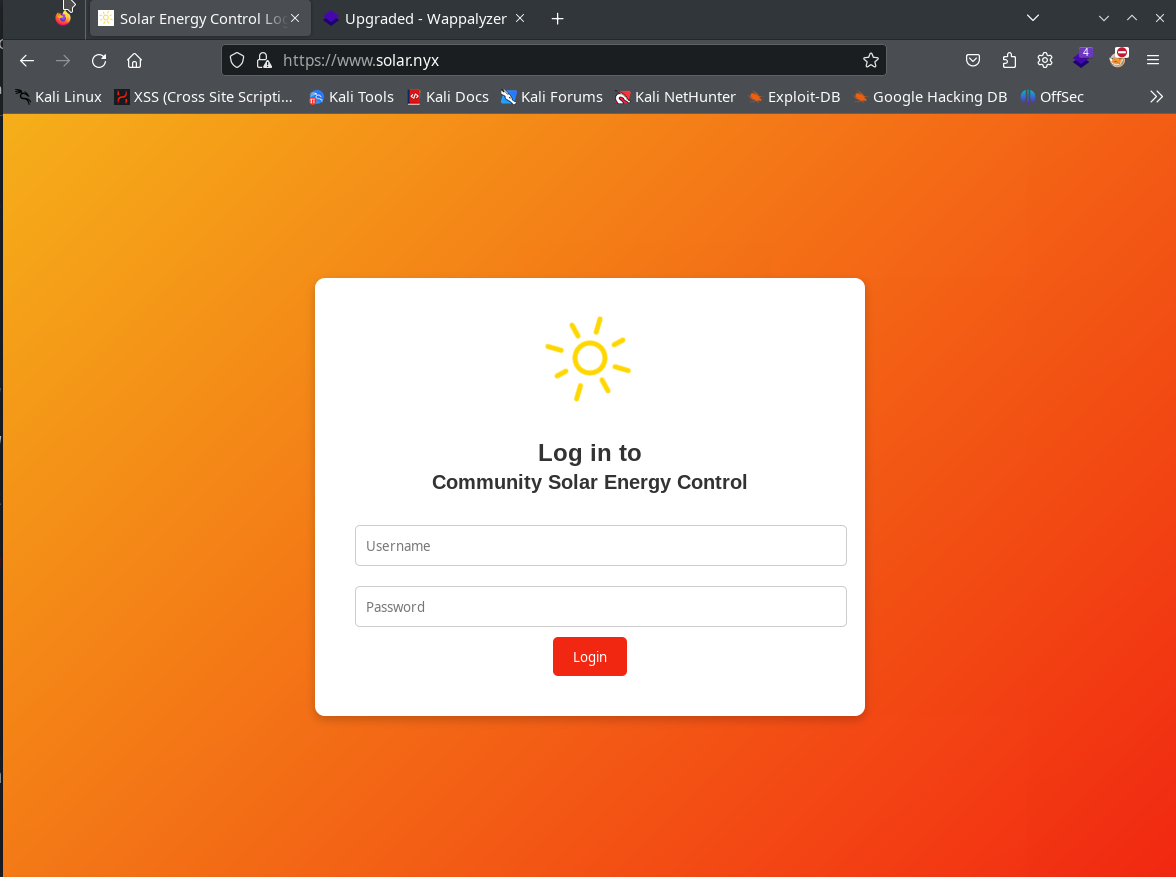 Solar Energy Control Lo
Upgraded - Wappalyzer
https://www.solar.nyx
4
Kali Linux
XSS (Cross Site Scripti...
Kali Tools
Kali Docs
Kali Forums
Kali NetHunter
Exploit-DB
Google Hacking DB
OffSec
Log in to
Community Solar Energy Control
Username
Password
Login